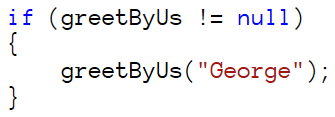 if (greetByUs != null)
{
    greetByUs("George");
}